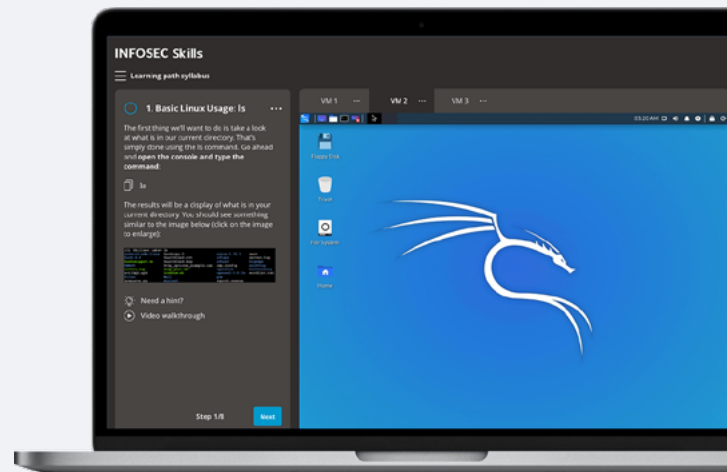 INFOSEC Skills
Learning path syllabus
1. Basic Linux Usage: ls
The first thing we'll want to do is take a look
at what is in our current directory. That's
simply done using the ls command. Go ahead
and open the console and type the
command:
ls
The results will be a display of what is in your
current directory. You should see something
similar to the image below (click on the image
to enlarge):
Need a hint?
Video walkthrough
Step 1/8
Next
VM 1
VM 2
VM 3
05:20 AM
Floppy Disk
Trash
File System
Home